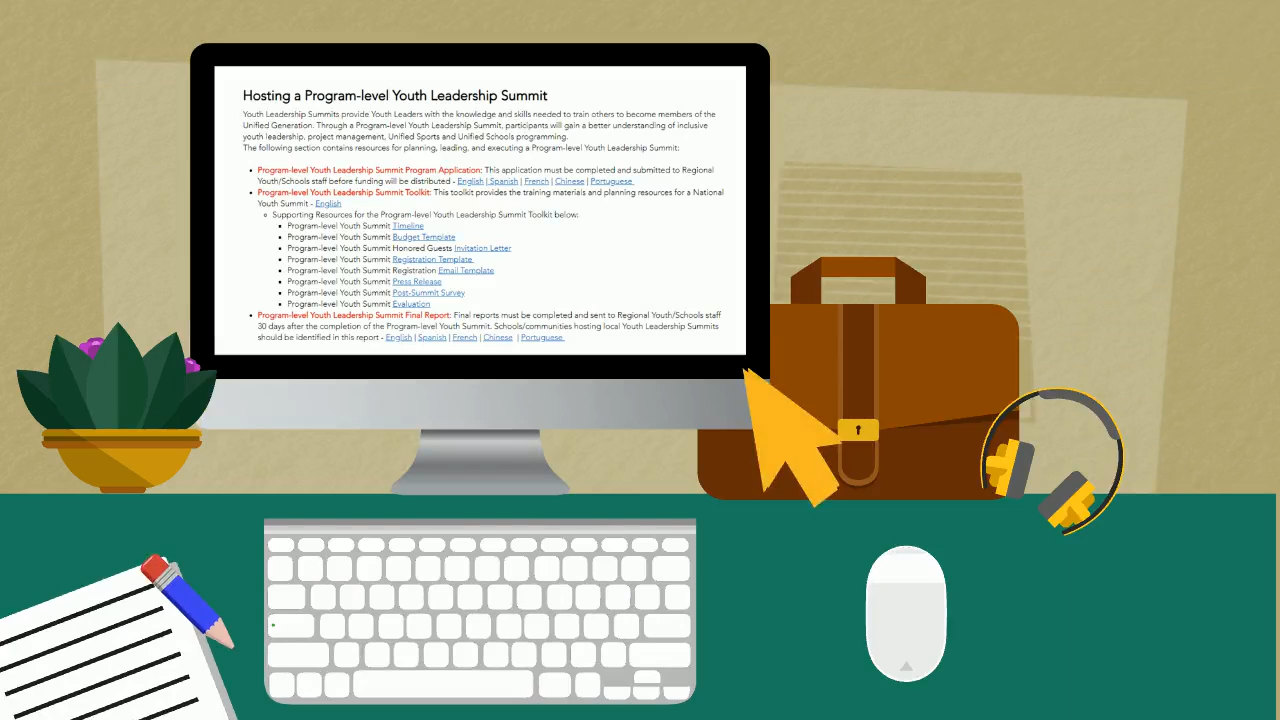 Hosting a Program-level Youth Leadership Summit
Youth Leadership Summits provide Youth Leaders with the knowledge and skills needed to train others to become members of the
Unified Generation. Through a Program-level Youth Leadership Summit, participants will gain a better understanding of inclusive
youth leadership, project management, Unified Sports and Unified Schools programming.
The following section contains resources for planning, leading, and executing a Program-level Youth Leadership Summit:
• Program-level Youth Leadership Summit Program Application: This application must be completed and submitted to Regional
Youth/Schools staff before funding will be distributed - English | Spanish | French | Chinese | Portuguese
• Program-level Youth Leadership Summit Toolkit: This toolkit provides the training materials and planning resources for a National
Youth Summit - English
◦ Supporting Resources for the Program-level Youth Leadership Summit Toolkit below:
▪ Program-level Youth Summit Timeline
▪ Program-level Youth Summit Budget Template
▪ Program-level Youth Summit Honored Guests Invitation Letter
▪ Program-level Youth Summit Registration Template
▪ Program-level Youth Summit Registration Email Template
▪ Program-level Youth Summit Press Release
▪ Program-level Youth Summit Post-Summit Survey
▪ Program-level Youth Summit Evaluation
• Program-level Youth Leadership Summit Final Report: Final reports must be completed and sent to Regional Youth/Schools staff
30 days after the completion of the Program-level Youth Summit. Schools/communities hosting local Youth Leadership Summits
should be identified in this report - English | Spanish | French | Chinese | Portuguese